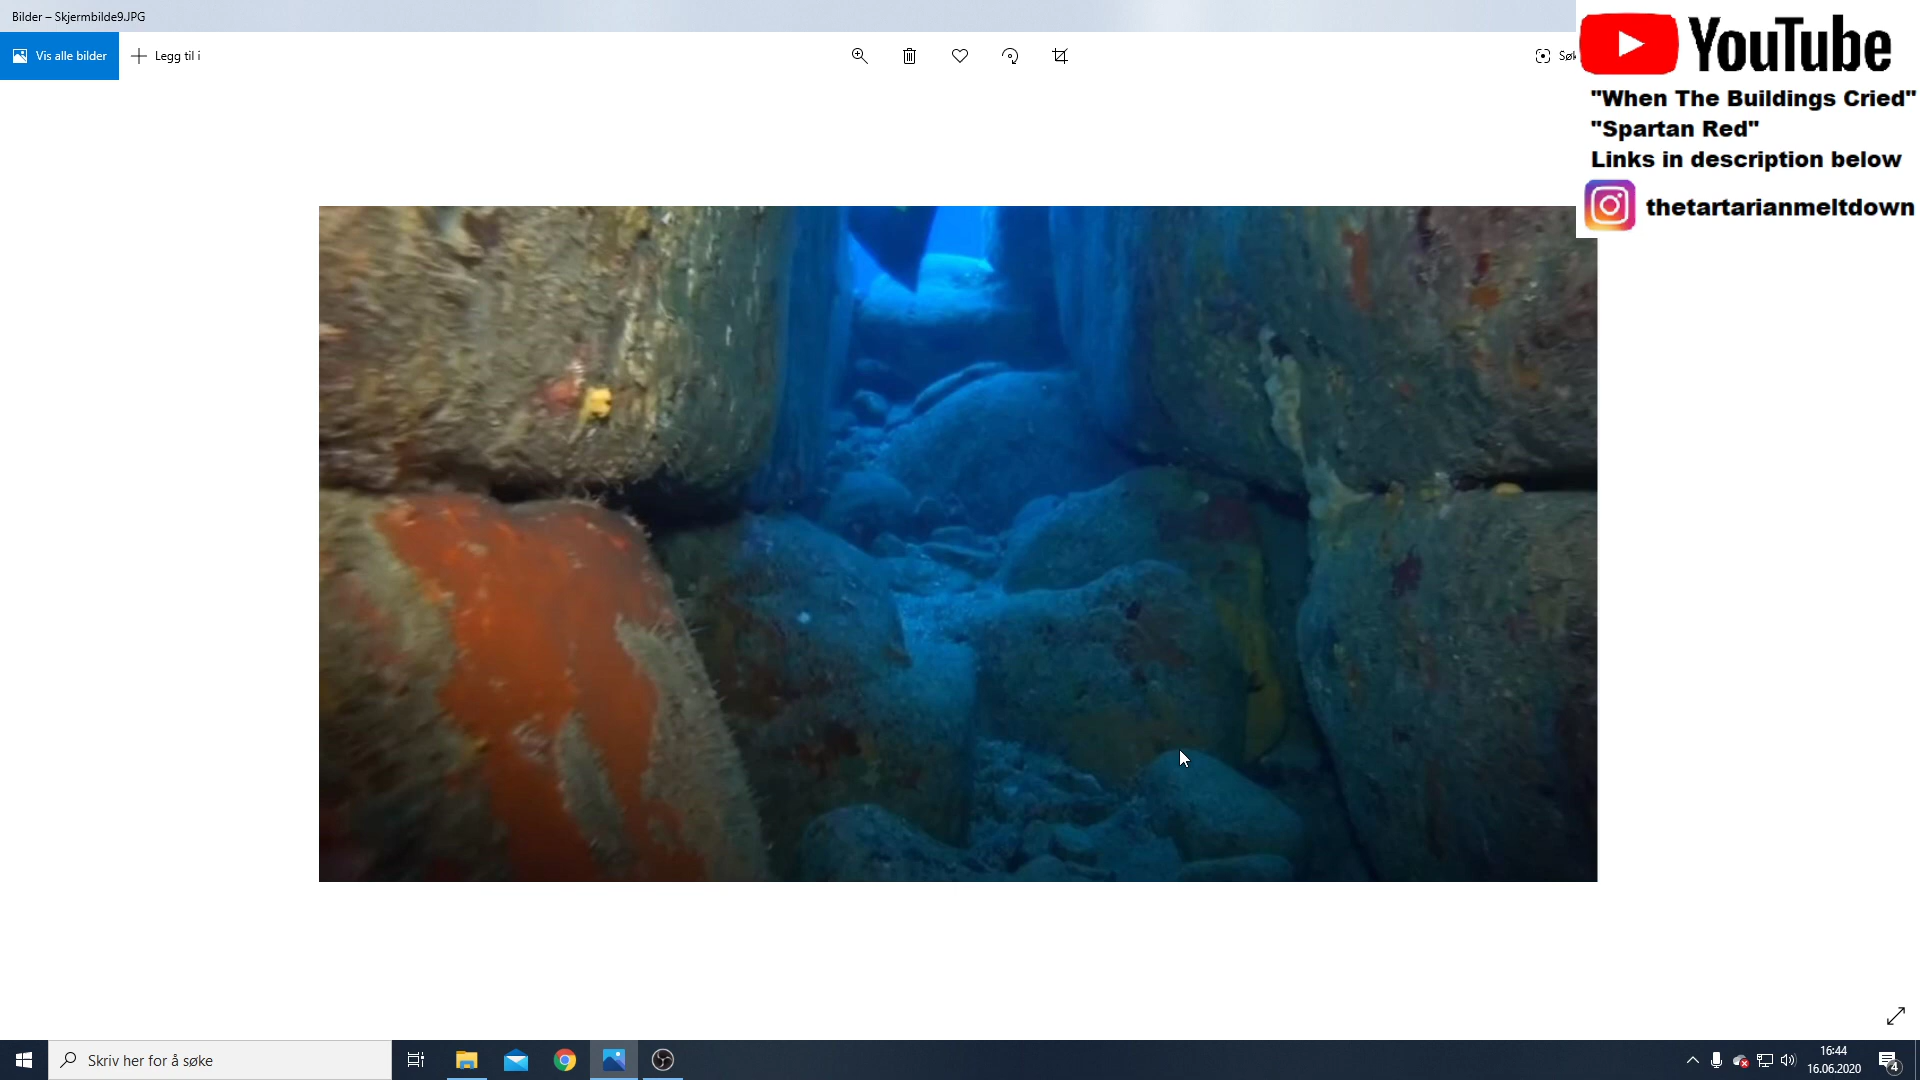 Bilder – Skjermbilde9.JPG
Vis alle bilder
Legg til i
Søk
YouTube
"When The Buildings Cried"
"Spartan Red"
Links in description below
thetartarianmeltdown
Skriv her for å søke
16:44
16.06.2020
4